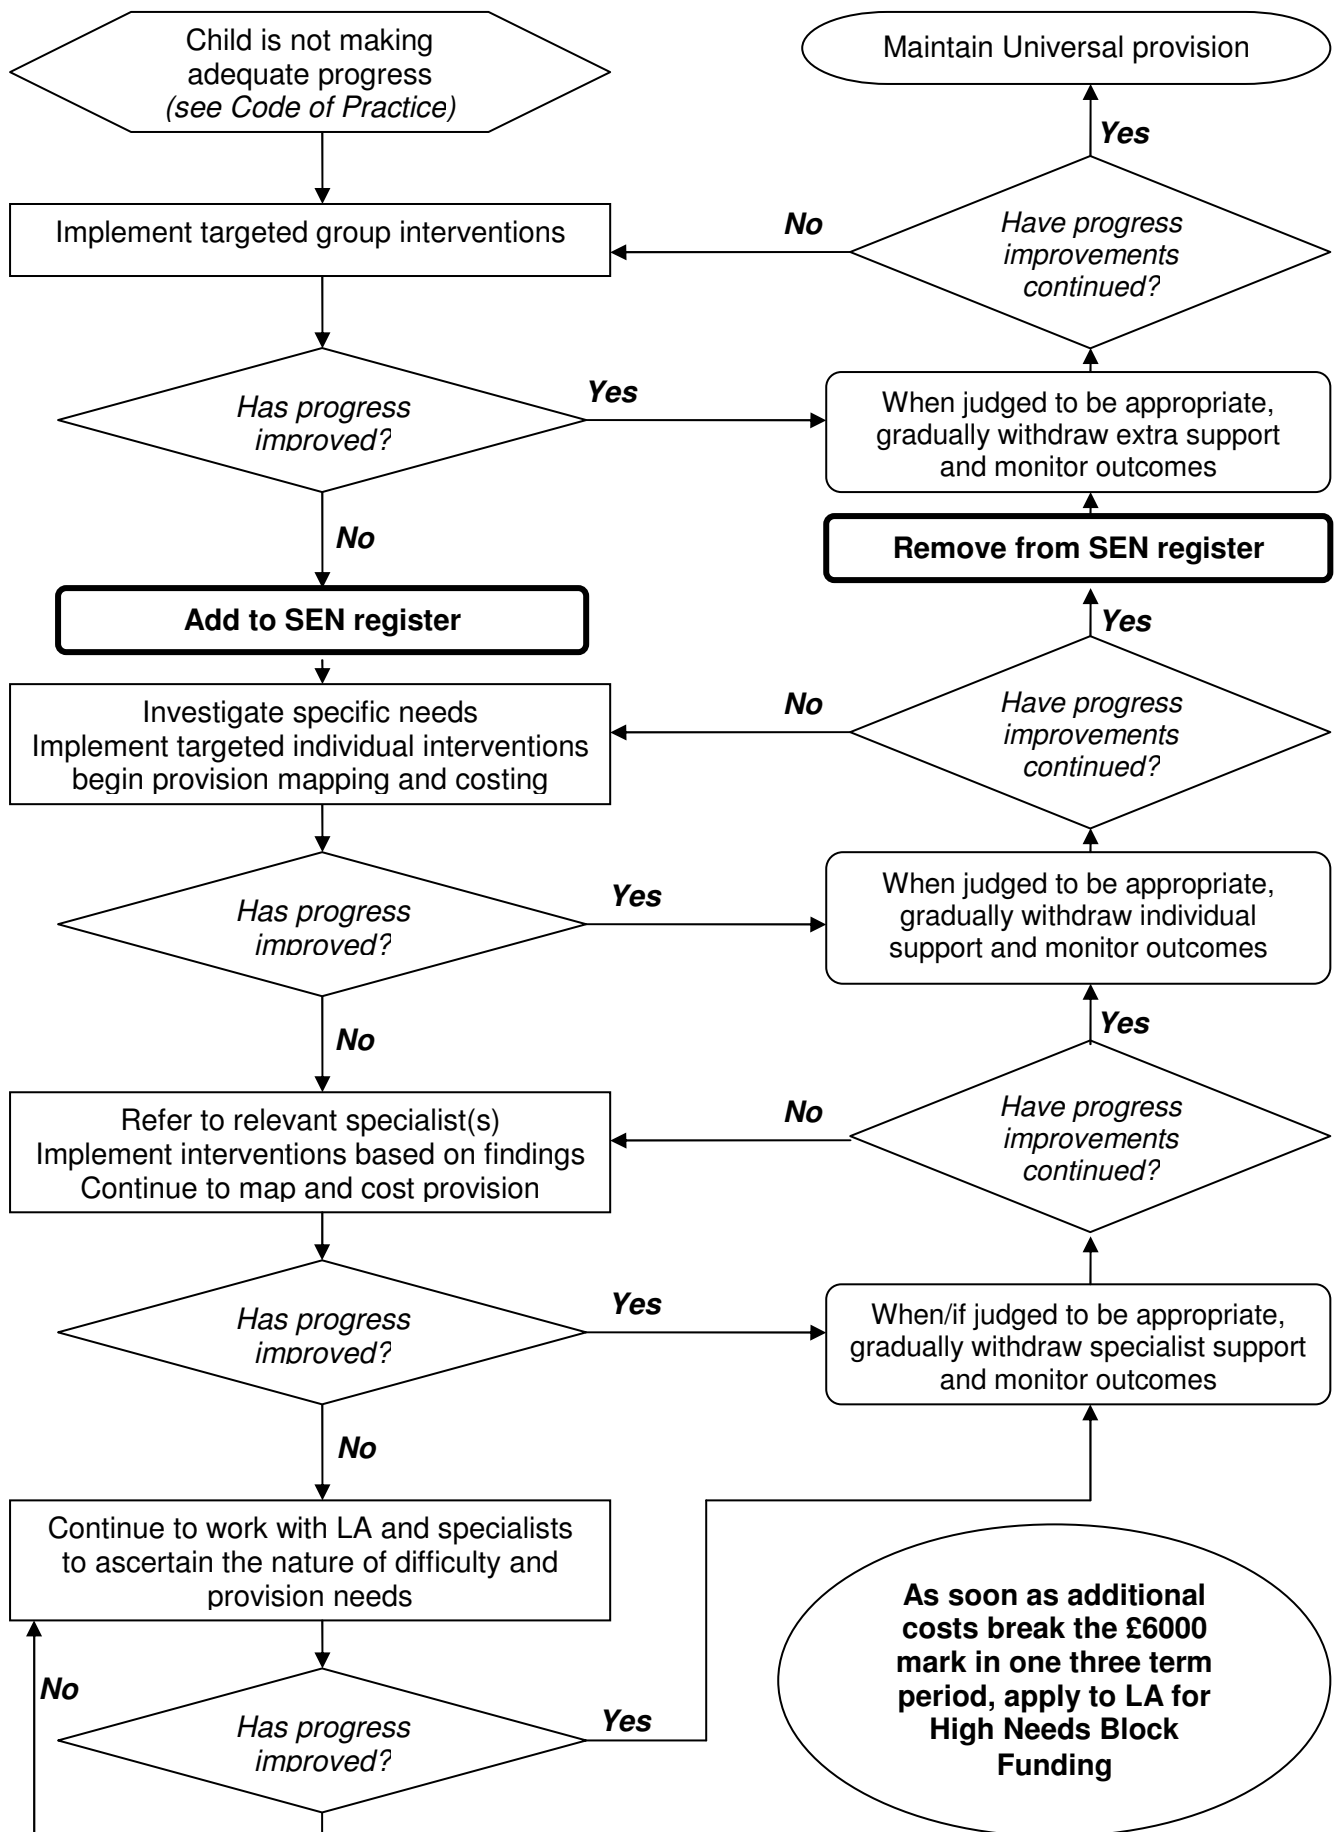 Child is not making
adequate progress
(see Code of Practice)
Maintain Universal provision
Yes
Implement targeted group interventions
No
Have progress
improvements
continued?
Has progress
improved?
Yes
When judged to be appropriate,
gradually withdraw extra support
and monitor outcomes
No
Remove from SEN register
Add to SEN register
Yes
Investigate specific needs
Implement targeted individual interventions
begin provision mapping and costing
No
Have progress
improvements
continued?
Has progress
improved?
Yes
When judged to be appropriate,
gradually withdraw individual
support and monitor outcomes
No
Yes
Refer to relevant specialist(s)
Implement interventions based on findings
Continue to map and cost provision
No
Have progress
improvements
continued?
Has progress
improved?
Yes
When/if judged to be appropriate,
gradually withdraw specialist support
and monitor outcomes
No
Continue to work with LA and specialists
to ascertain the nature of difficulty and
provision needs
No
Has progress
improved?
Yes
As soon as additional
costs break the £6000
mark in one three term
period, apply to LA for
High Needs Block
Funding